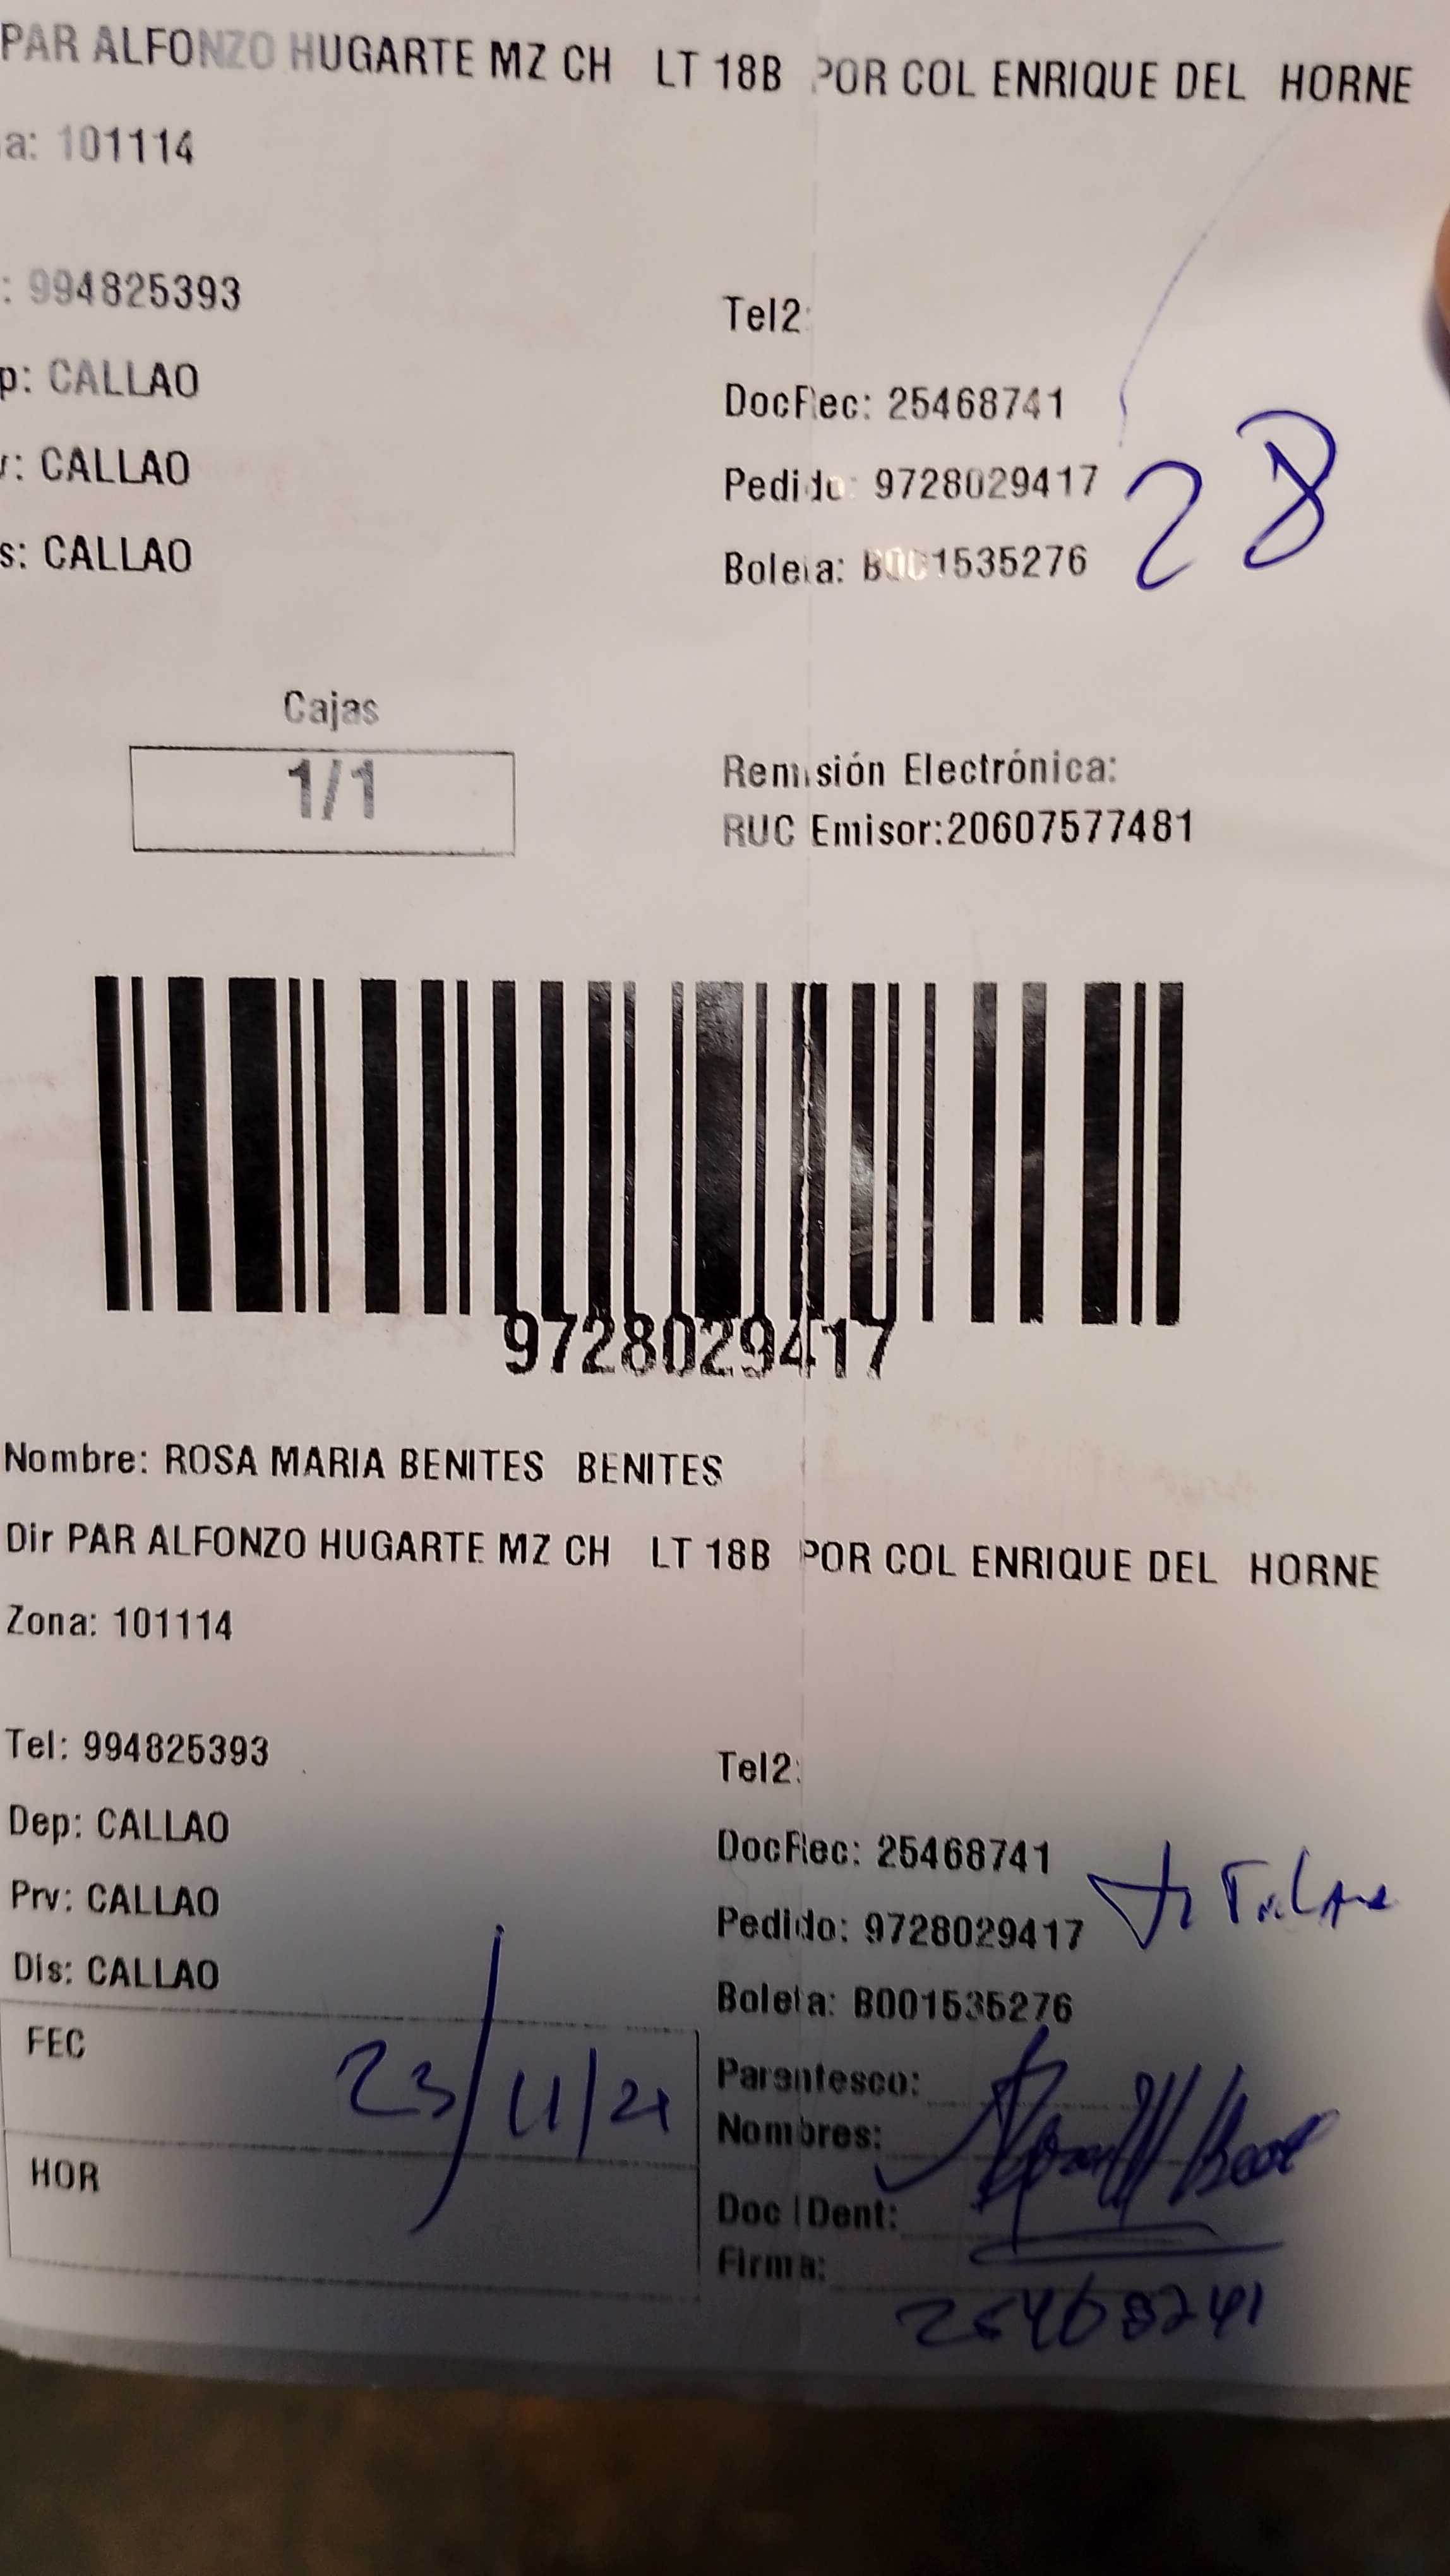 PAR ALFONZO HUGARTE MZ CH LT 18B POR COL ENRIQUE DEL HORNE
a: 101114
: 994825393
Tel2:
p: CALLAO
DocRec: 25468741
v: CALLAO
Pedido: 9728029417
28
s: CALLAO
Boleta: B001535276
Cajas
1/1
Remisión Electrónica:
RUC Emisor:20607577481
9728029417
Nombre: ROSA MARIA BENITES BENITES
Dir PAR ALFONZO HUGARTE MZ CH LT 18B POR COL ENRIQUE DEL HORNE
Zona: 101114
Tel: 994825393
Tel2:
Dep: CALLAO
DocRec: 25468741
Prv: CALLAO
Pedido: 9728029417
Dis: CALLAO
Boleta: B001535276
FEC 23/11/21
Parentesco:
Nombres:
HOR
Doc IDent:
Firma:
25468741